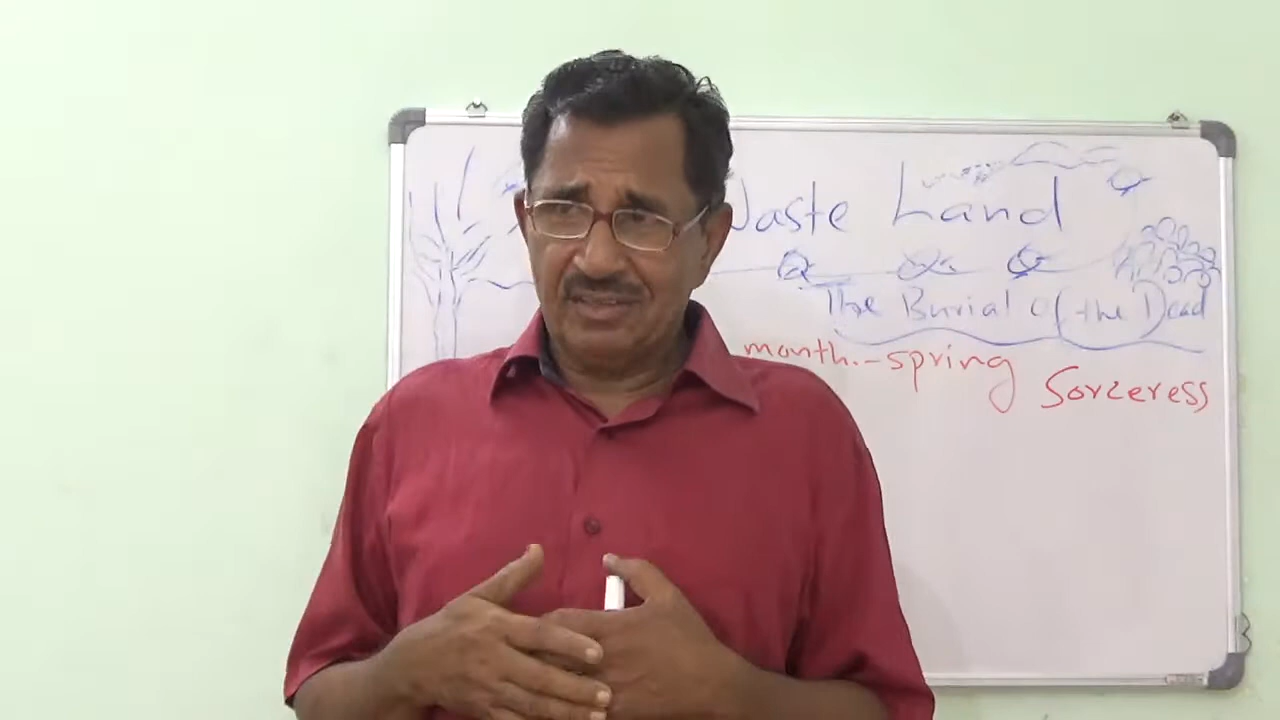 Waste Land
The Burial of (the Dead
month.-spring
Sorceress